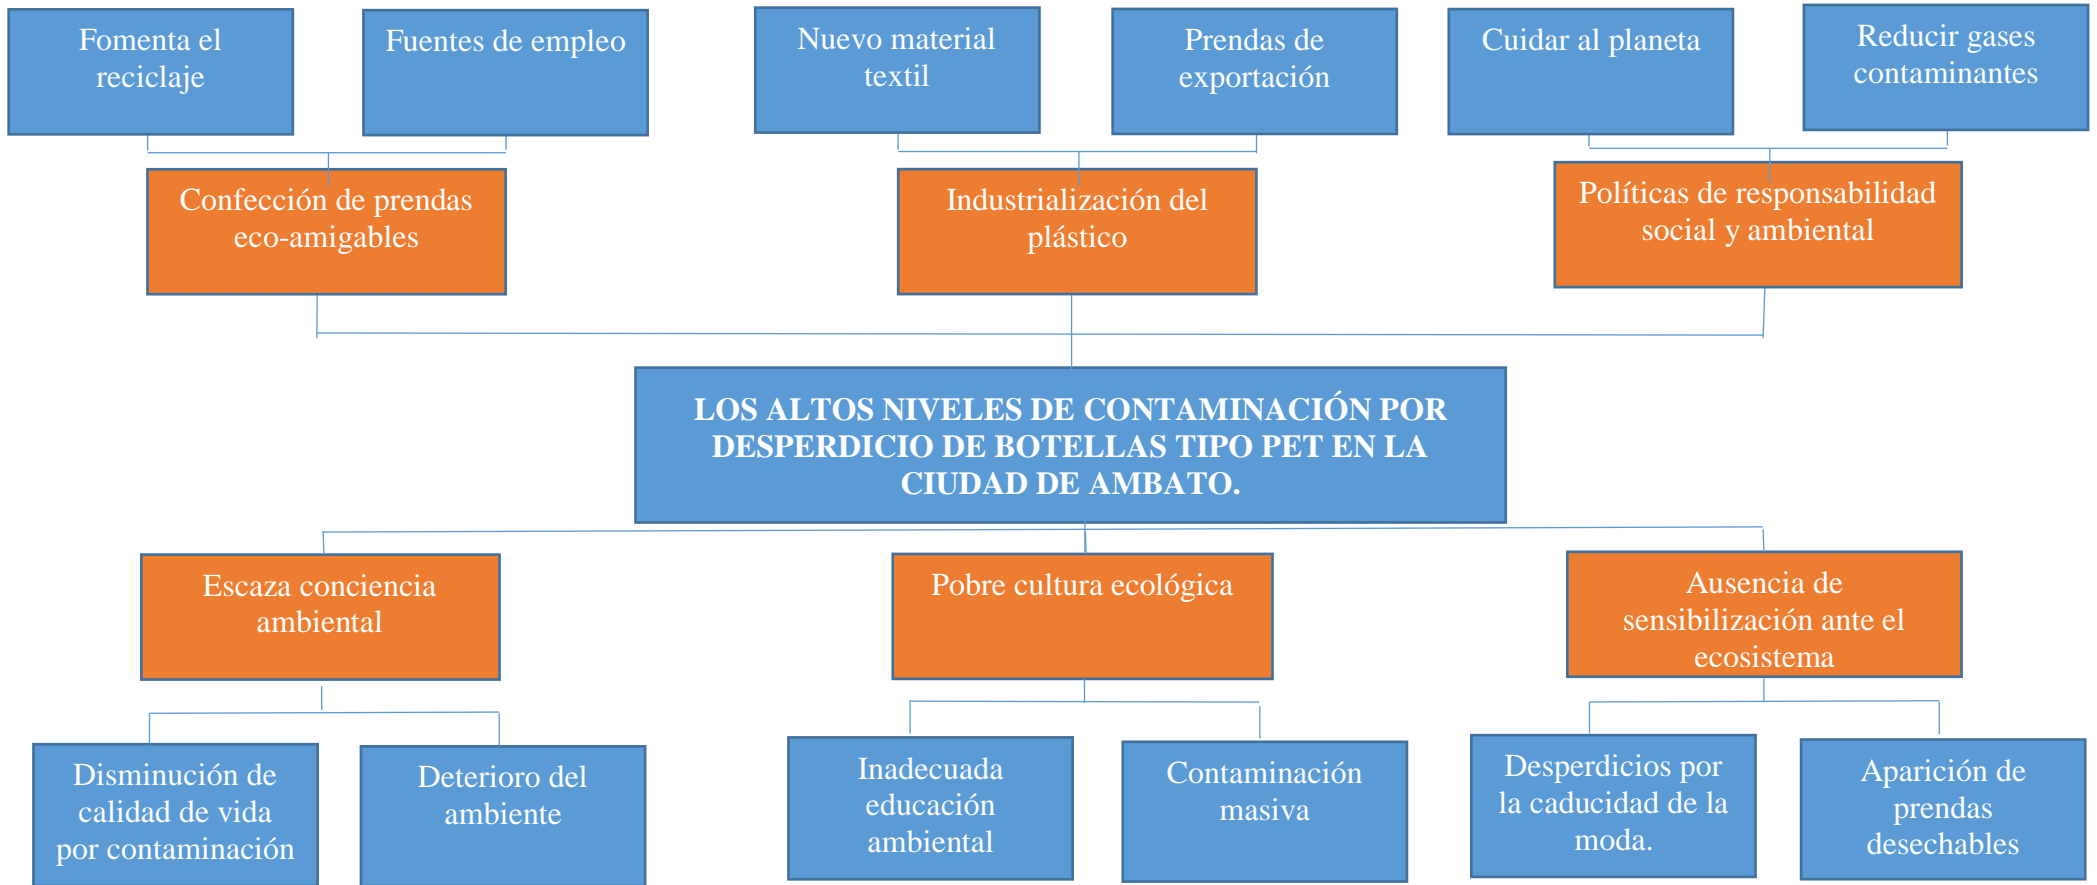 Fomenta el
reciclaje
Fuentes de empleo
Nuevo material
textil
Prendas de
exportación
Cuidar al planeta
Reducir gases
contaminantes
Confección de prendas
eco-amigables
Industrialización del
plástico
Políticas de responsabilidad
social y ambiental
LOS ALTOS NIVELES DE CONTAMINACIÓN POR
DESPERDICIO DE BOTELLAS TIPO PET EN LA
CIUDAD DE AMBATO.
Escaza conciencia
ambiental
Pobre cultura ecológica
Ausencia de
sensibilización ante el
ecosistema
Disminución de
calidad de vida
por contaminación
Deterioro del
ambiente
Inadecuada
educación
ambiental
Contaminación
masiva
Desperdicios por
la caducidad de la
moda.
Aparición de
prendas
desechables